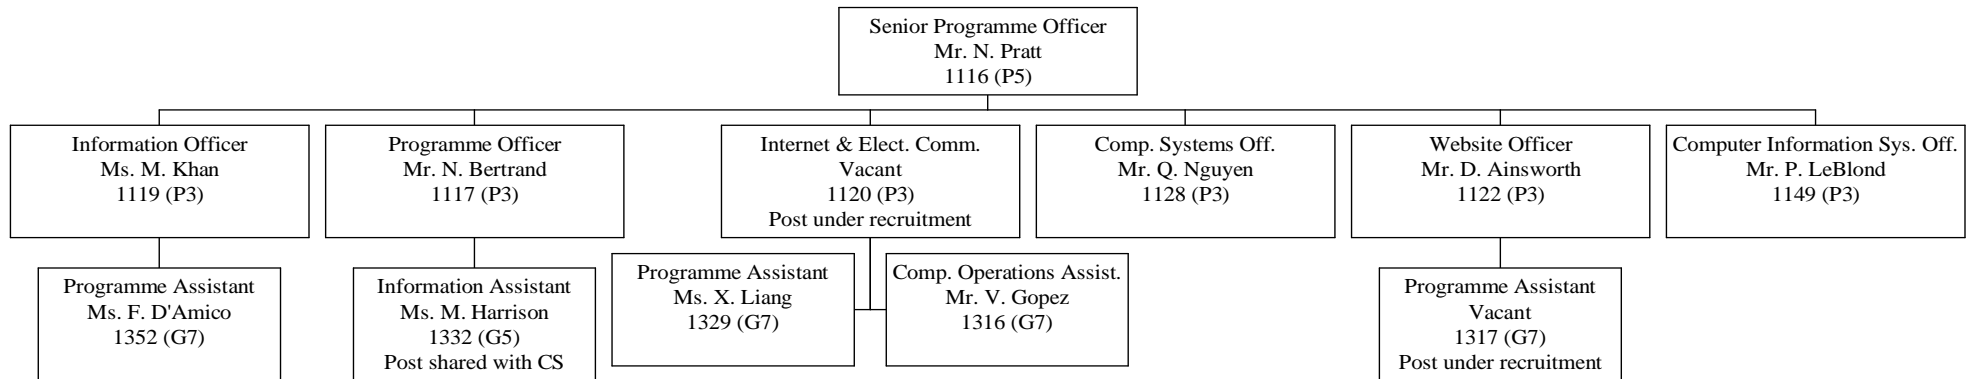 Senior Programme Officer
Mr. N. Pratt
1116 (P5)
Information Officer
Ms. M. Khan
1119 (P3)
Programme Officer
Mr. N. Bertrand
1117 (P3)
Internet & Elect. Comm.
Vacant
1120 (P3)
Post under recruitment
Comp. Systems Off.
Mr. Q. Nguyen
1128 (P3)
Website Officer
Mr. D. Ainsworth
1122 (P3)
Computer Information Sys. Off.
Mr. P. LeBlond
1149 (P3)
Programme Assistant
Ms. F. D'Amico
1352 (G7)
Information Assistant
Ms. M. Harrison
1332 (G5)
Post shared with CS
Programme Assistant
Ms. X. Liang
1329 (G7)
Comp. Operations Assist.
Mr. V. Gopez
1316 (G7)
Programme Assistant
Vacant
1317 (G7)
Post under recruitment